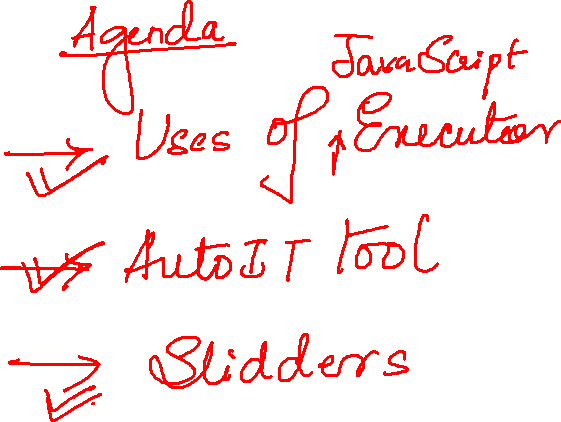 Agenda
JavaScript
Uses of Executor
AutoIT tool
Slidders